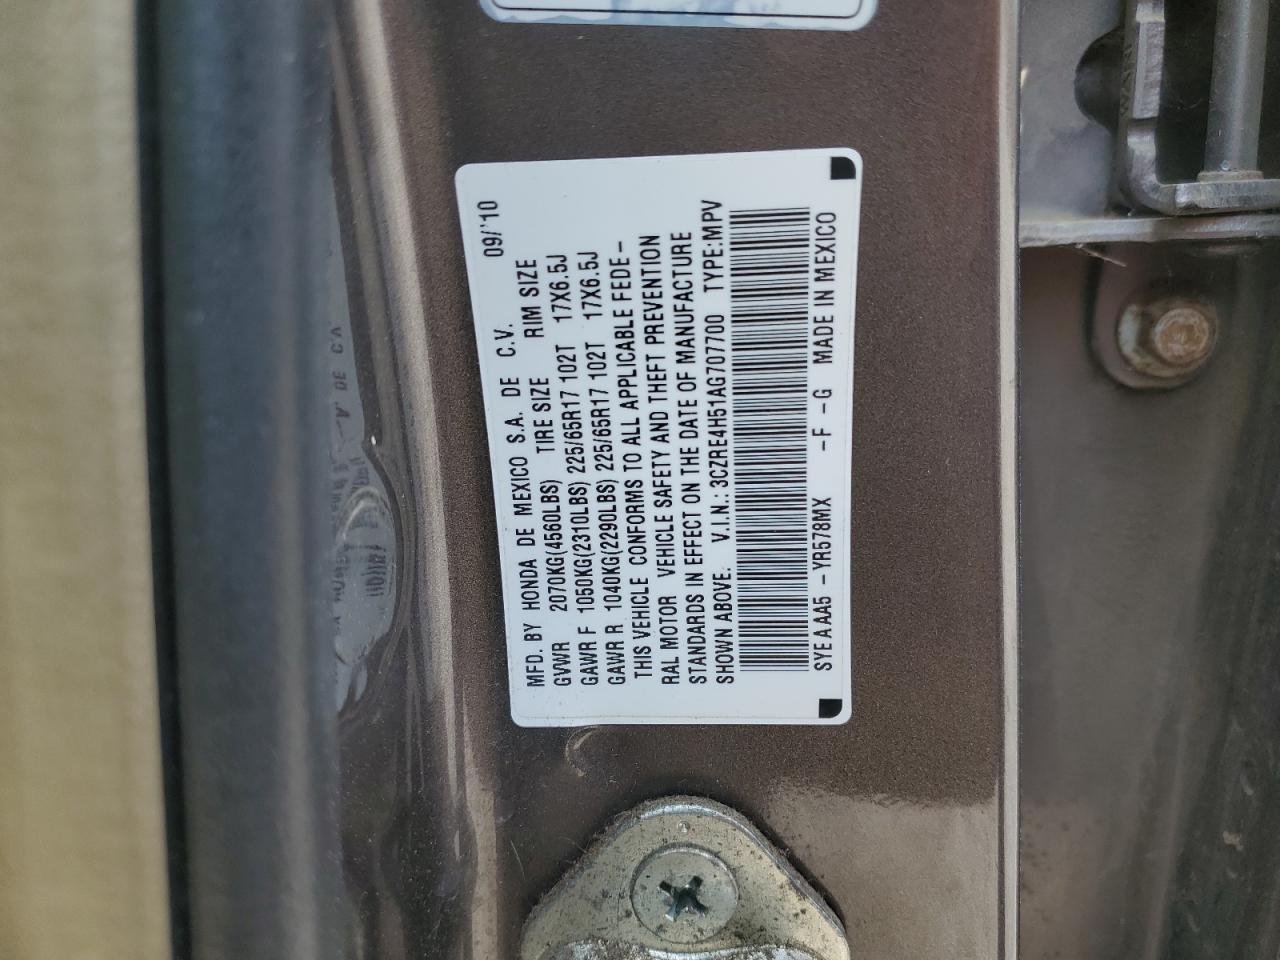 MFD. BY HONDA DE MEXICO S.A. DE C.V. 09/'10
GVWR 2070KG(4560LBS) TIRE SIZE RIM SIZE
GAWR F 1050KG(2310LBS) 225/65R17 102T 17X6.5J
GAWR R 1040KG(2290LBS) 225/65R17 102T 17X6.5J
THIS VEHICLE CONFORMS TO ALL APPLICABLE FEDE-
RAL MOTOR VEHICLE SAFETY AND THEFT PREVENTION
STANDARDS IN EFFECT ON THE DATE OF MANUFACTURE
SHOWN ABOVE. V.I.N.: 3CZRE4H51AG707700 TYPE:MPV
SYEAAA5 -YR578MX -F -G MADE IN MEXICO